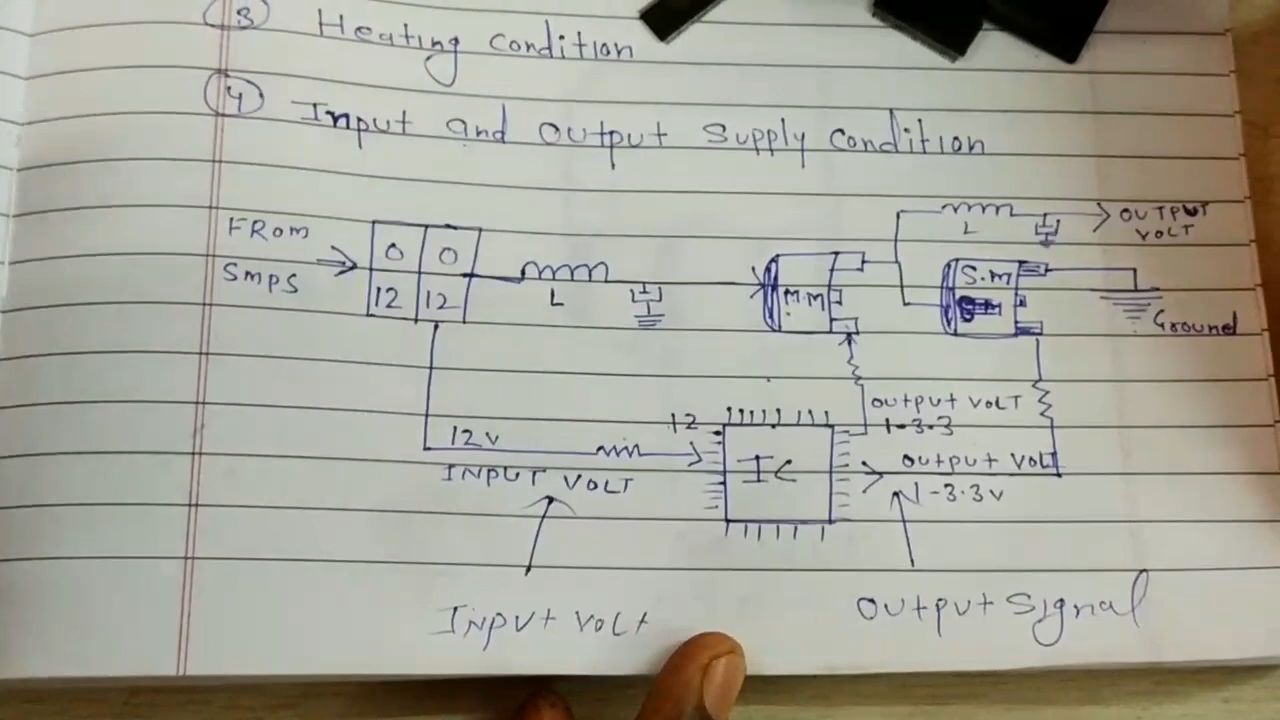 3 Heating condition
4 Input and output supply condition
FROM
SMPS
0 0
12 12
L
M.M
L
OUTPUT
VOLT
S.M
Ground
12V
INPUT VOLT
12
IC
output VOLT
1-3.3
output VOLT
1-3.3v
Input volt
output signal